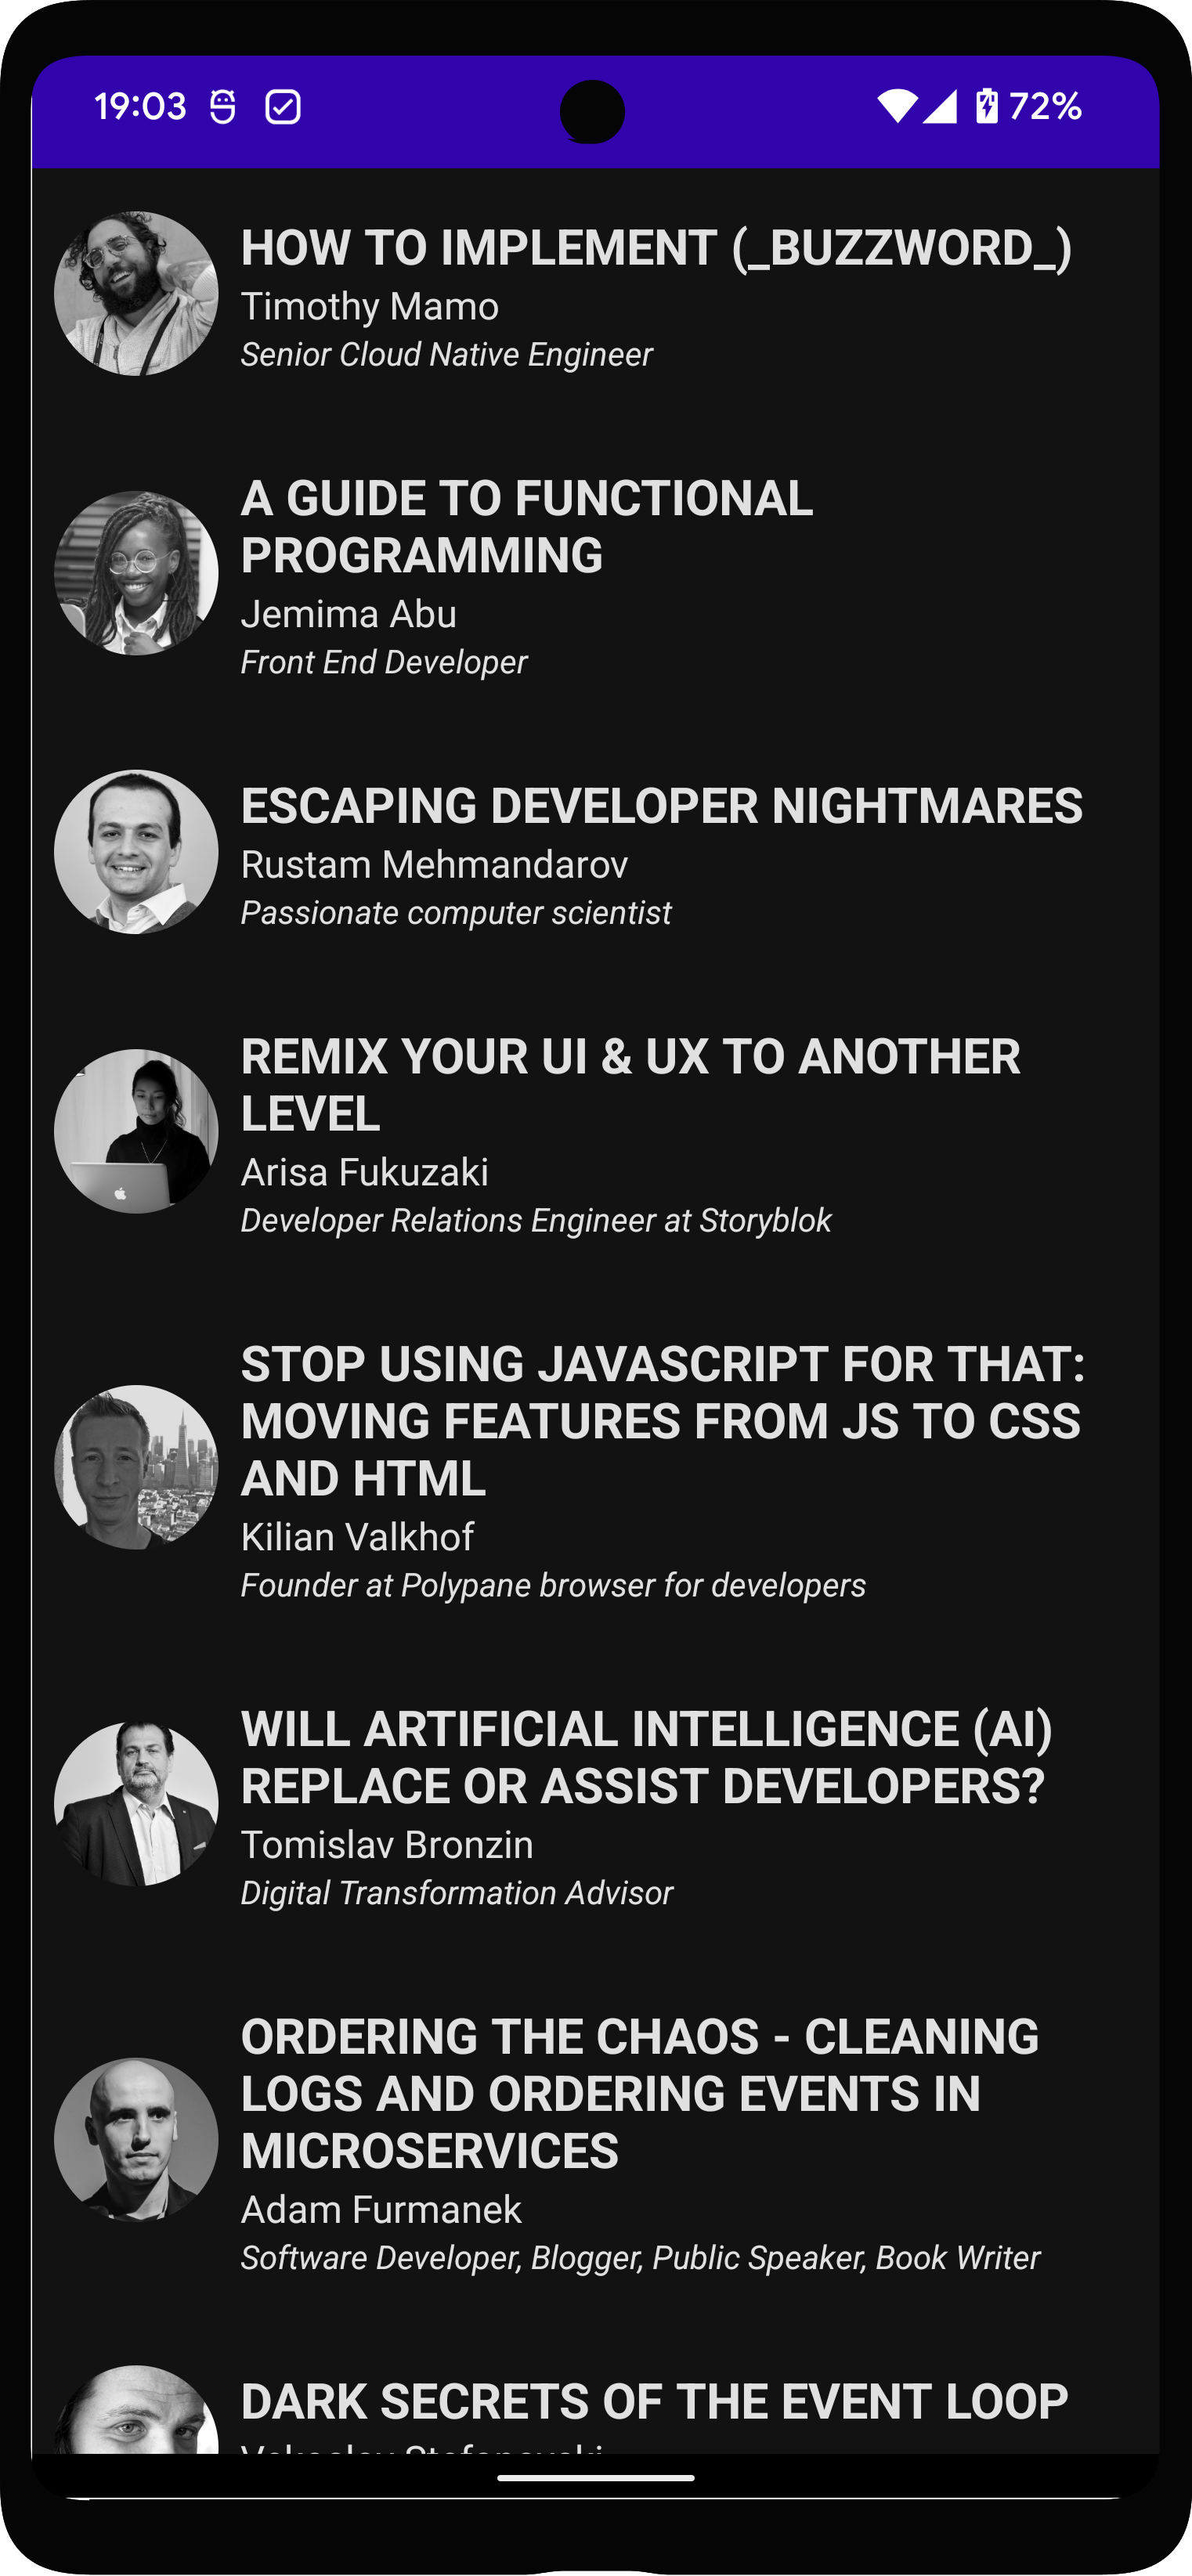 19:03
72%
HOW TO IMPLEMENT (_BUZZWORD_)
Timothy Mamo
Senior Cloud Native Engineer
A GUIDE TO FUNCTIONAL
PROGRAMMING
Jemima Abu
Front End Developer
ESCAPING DEVELOPER NIGHTMARES
Rustam Mehmandarov
Passionate computer scientist
REMIX YOUR UI & UX TO ANOTHER
LEVEL
Arisa Fukuzaki
Developer Relations Engineer at Storyblok
STOP USING JAVASCRIPT FOR THAT:
MOVING FEATURES FROM JS TO CSS
AND HTML
Kilian Valkhof
Founder at Polypane browser for developers
WILL ARTIFICIAL INTELLIGENCE (AI)
REPLACE OR ASSIST DEVELOPERS?
Tomislav Bronzin
Digital Transformation Advisor
ORDERING THE CHAOS - CLEANING
LOGS AND ORDERING EVENTS IN
MICROSERVICES
Adam Furmanek
Software Developer, Blogger, Public Speaker, Book Writer
DARK SECRETS OF THE EVENT LOOP